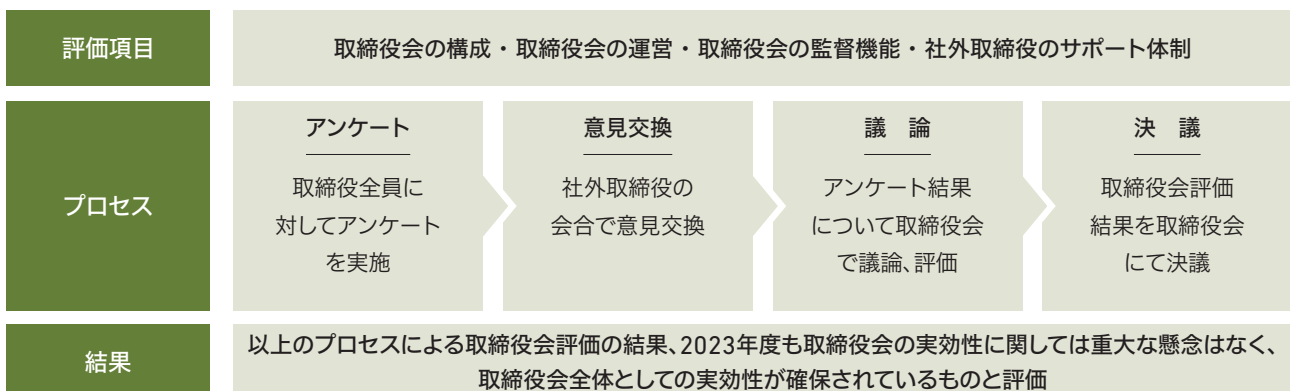 評価項目
取締役会の構成・取締役会の運営・取締役会の監督機能・社外取締役のサポート体制
プロセス
アンケート
取締役全員に
対してアンケート
を実施
意見交換
社外取締役の
会合で意見交換
議　論
アンケート結果
について取締役会
で議論、評価
決　議
取締役会評価
結果を取締役会
にて決議
結果
以上のプロセスによる取締役会評価の結果、2023年度も取締役会の実効性に関しては重大な懸念はなく、
取締役会全体としての実効性が確保されているものと評価